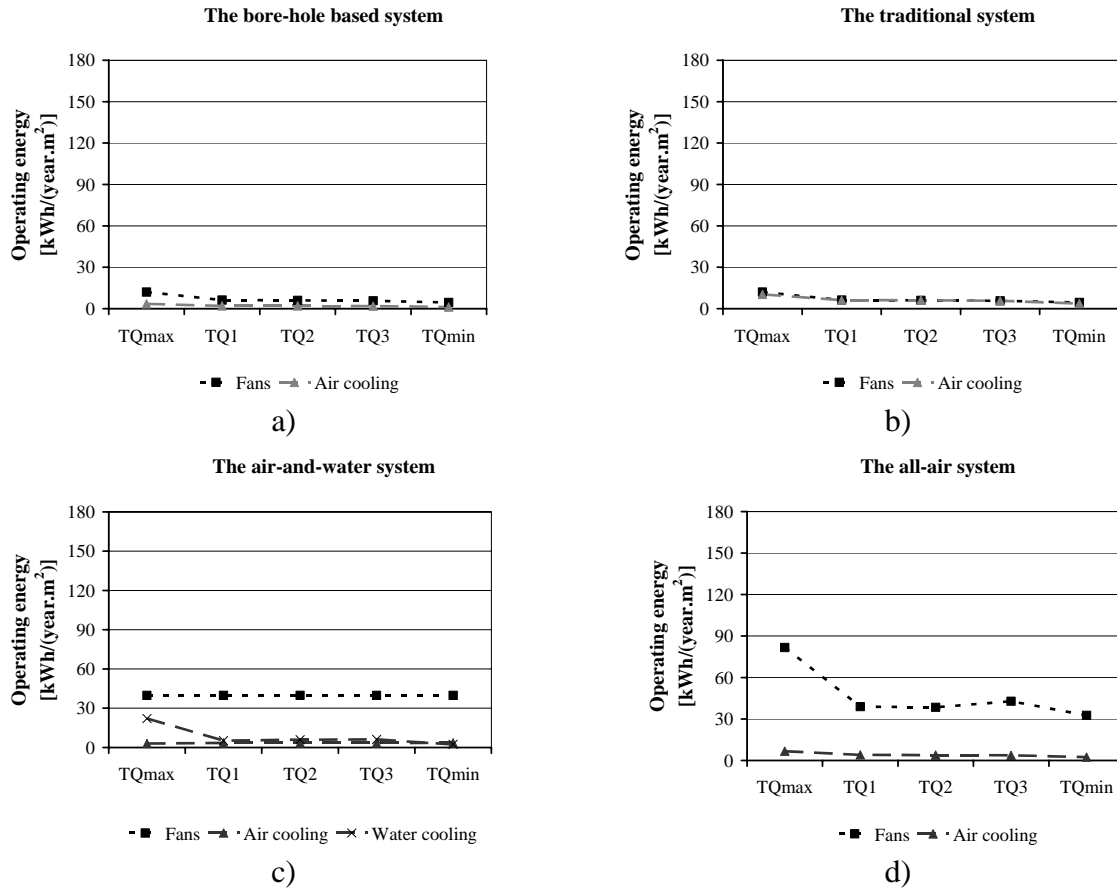 The bore-hole based system
180
150
120
90
60
30
0
Operating energy
[kWh/(year.m²)]
TQmax TQ1 TQ2 TQ3 TQmin
Fans Air cooling
a)
The traditional system
180
150
120
90
60
30
0
Operating energy
[kWh/(year.m²)]
TQmax TQ1 TQ2 TQ3 TQmin
Fans Air cooling
b)
The air-and-water system
180
150
120
90
60
30
0
Operating energy
[kWh/(year.m²)]
TQmax TQ1 TQ2 TQ3 TQmin
Fans Air cooling Water cooling
c)
The all-air system
180
150
120
90
60
30
0
Operating energy
[kWh/(year.m²)]
TQmax TQ1 TQ2 TQ3 TQmin
Fans Air cooling
d)